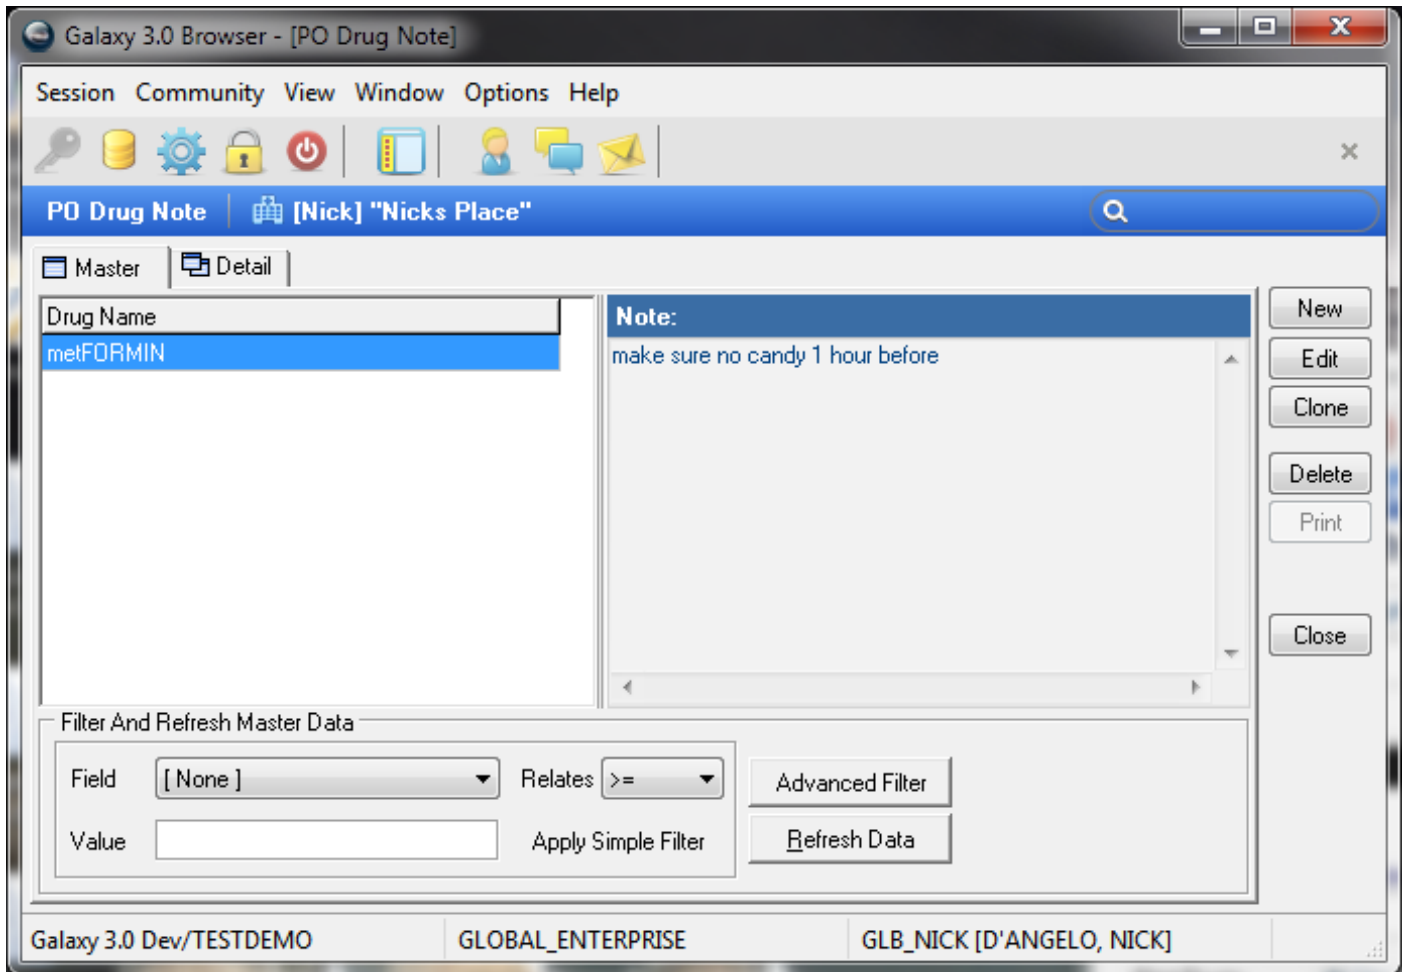 Galaxy 3.0 Browser - [PO Drug Note]
Session Community View Window Options Help
PO Drug Note [Nick] "Nicks Place"
Master Detail
Drug Name
metFORMIN
Note:
make sure no candy 1 hour before
New
Edit
Clone
Delete
Print
Close
Filter And Refresh Master Data
Field [ None ] Relates >= Advanced Filter
Value Apply Simple Filter Refresh Data
Galaxy 3.0 Dev/TESTDEMO GLOBAL_ENTERPRISE GLB_NICK [D'ANGELO, NICK]